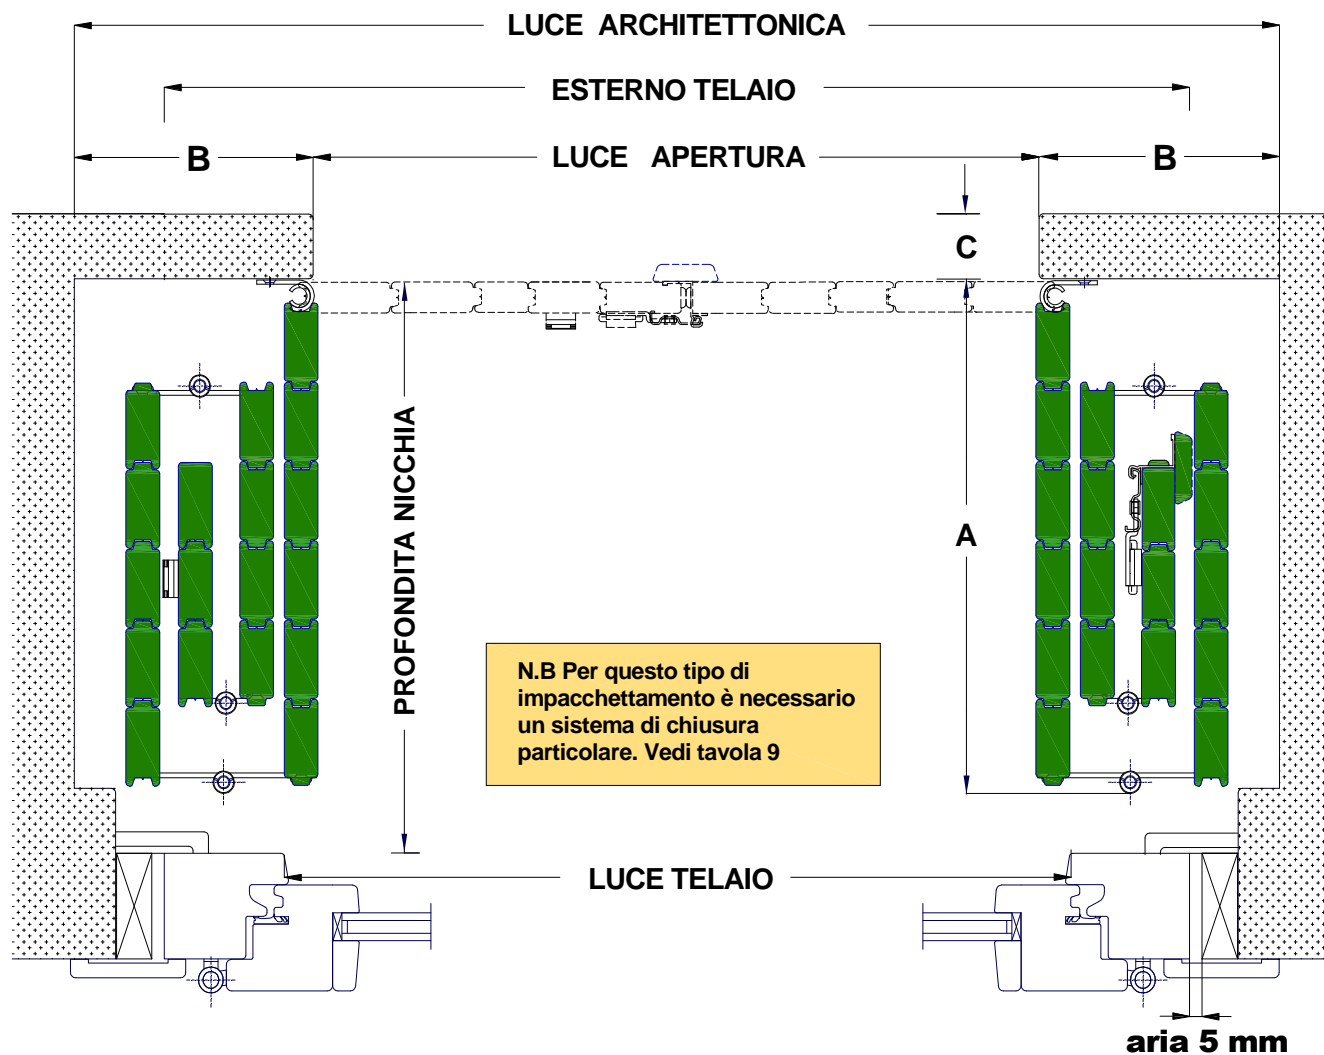 LUCE ARCHITETTONICA
ESTERNO TELAIO
B
LUCE APERTURA
B
C
PROFONDITA NICCHIA
A
N.B Per questo tipo di
impacchettamento è necessario
un sistema di chiusura
particolare. Vedi tavola 9
LUCE TELAIO
aria 5 mm